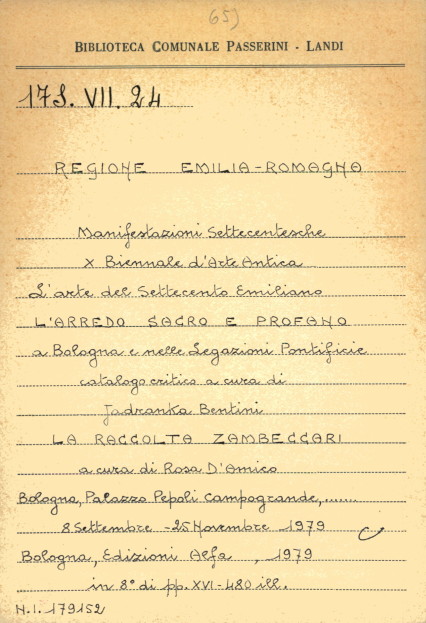 65)
BIBLIOTECA COMUNALE PASSERINI - LANDI
17S. VII. 24
REGIONE EMILIA-ROMAGNA
Manifestazioni Settecentesche
X Biennale d'Arte Antica
L'arte del Settecento Emiliano
L'ARREDO SACRO E PROFANO
a Bologna e nelle Legazioni Pontificie
catalogo critico a cura di
Jadranka Bentini
LA RACCOLTA ZAMBECCARI
a cura di Rosa D'Amico
Bologna, Palazzo Pepoli Campogrande,.......
8 Settembre - 25 Novembre 1979
Bologna, Edizioni Alfa , 1979
in 8° di pp. XVI-480 ill.
N.I. 179152